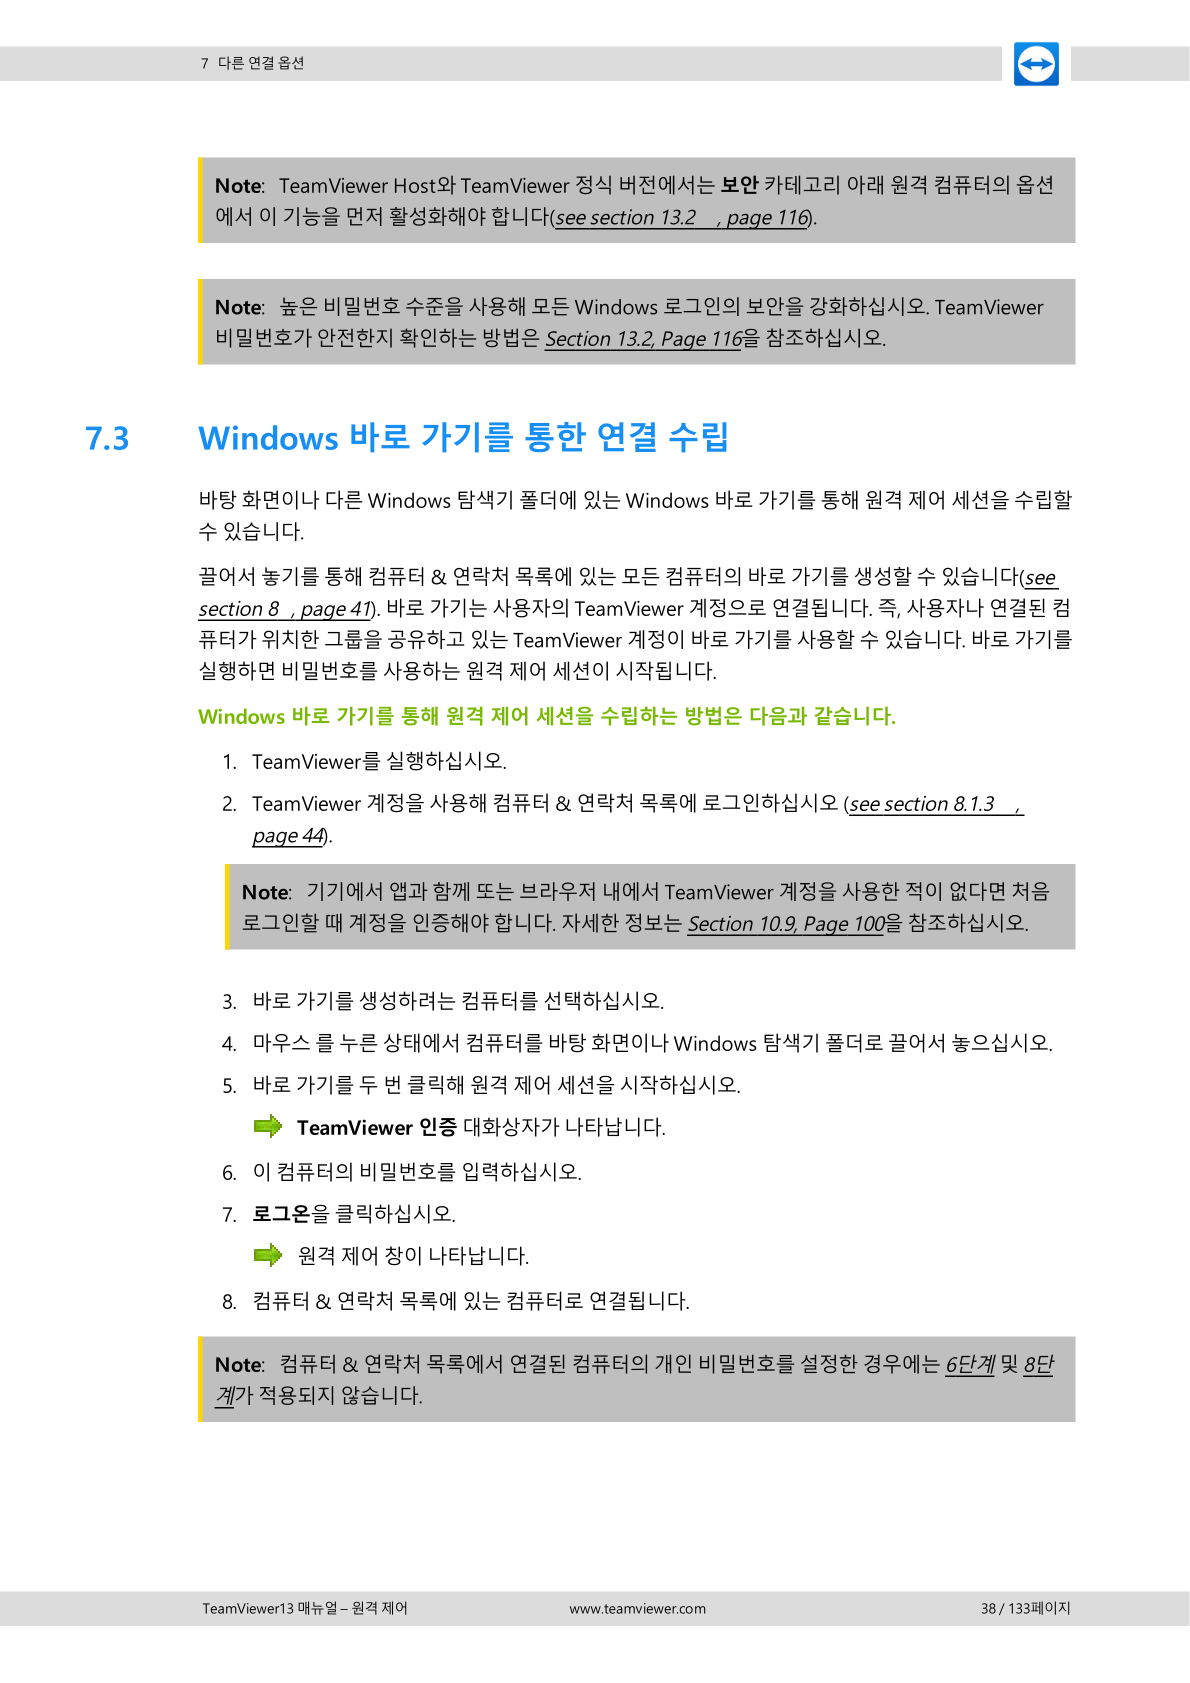 7 다른 연결 옵션
Note: TeamViewer Host와 TeamViewer 정식 버전에서는 보안 카테고리 아래 원격 컴퓨터의 옵션
에서 이 기능을 먼저 활성화해야 합니다(see section 13.2 , page 116).
Note: 높은 비밀번호 수준을 사용해 모든 Windows 로그인의 보안을 강화하십시오. TeamViewer
비밀번호가 안전한지 확인하는 방법은 Section 13.2, Page 116을 참조하십시오.
7.3 Windows 바로 가기를 통한 연결 수립
바탕 화면이나 다른 Windows 탐색기 폴더에 있는 Windows 바로 가기를 통해 원격 제어 세션을 수립할
수 있습니다.
끌어서 놓기를 통해 컴퓨터 & 연락처 목록에 있는 모든 컴퓨터의 바로 가기를 생성할 수 있습니다(see
section 8 , page 41). 바로 가기는 사용자의 TeamViewer 계정으로 연결됩니다. 즉, 사용자나 연결된 컴
퓨터가 위치한 그룹을 공유하고 있는 TeamViewer 계정이 바로 가기를 사용할 수 있습니다. 바로 가기를
실행하면 비밀번호를 사용하는 원격 제어 세션이 시작됩니다.
Windows 바로 가기를 통해 원격 제어 세션을 수립하는 방법은 다음과 같습니다.
1. TeamViewer를 실행하십시오.
2. TeamViewer 계정을 사용해 컴퓨터 & 연락처 목록에 로그인하십시오 (see section 8.1.3 ,
page 44).
Note: 기기에서 앱과 함께 또는 브라우저 내에서 TeamViewer 계정을 사용한 적이 없다면 처음
로그인할 때 계정을 인증해야 합니다. 자세한 정보는 Section 10.9, Page 100을 참조하십시오.
3. 바로 가기를 생성하려는 컴퓨터를 선택하십시오.
4. 마우스 를 누른 상태에서 컴퓨터를 바탕 화면이나 Windows 탐색기 폴더로 끌어서 놓으십시오.
5. 바로 가기를 두 번 클릭해 원격 제어 세션을 시작하십시오.
TeamViewer 인증 대화상자가 나타납니다.
6. 이 컴퓨터의 비밀번호를 입력하십시오.
7. 로그온을 클릭하십시오.
원격 제어 창이 나타납니다.
8. 컴퓨터 & 연락처 목록에 있는 컴퓨터로 연결됩니다.
Note: 컴퓨터 & 연락처 목록에서 연결된 컴퓨터의 개인 비밀번호를 설정한 경우에는 6단계 및 8단
계가 적용되지 않습니다.
TeamViewer13 매뉴얼 – 원격 제어 www.teamviewer.com 38 / 133페이지